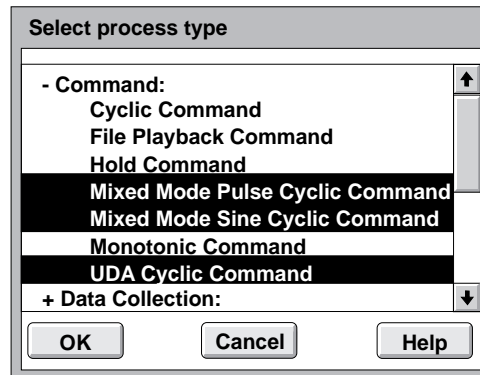 Select process type
- Command:
Cyclic Command
File Playback Command
Hold Command
Mixed Mode Pulse Cyclic Command
Mixed Mode Sine Cyclic Command
Monotonic Command
UDA Cyclic Command
+ Data Collection:
OK Cancel Help